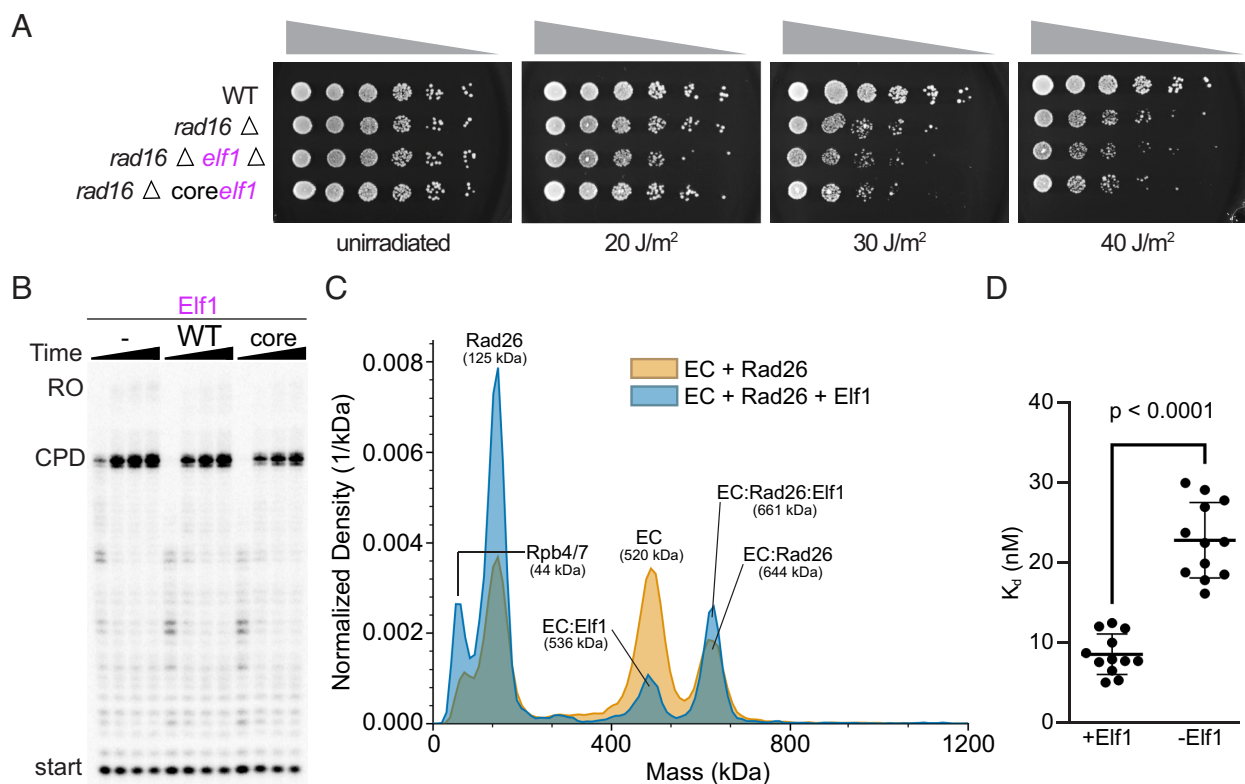 A
WT
rad16 △
rad16 △ elf1 △
rad16 △ coreelf1
unirradiated
20 J/m²
30 J/m²
40 J/m²
B
Elf1
Time
-
WT
core
RO
CPD
start
C
Normalized Density (1/kDa)
0.008
0.006
0.004
0.002
0.000
Rad26
(125 kDa)
EC + Rad26
EC + Rad26 + Elf1
Rpb4/7
(44 kDa)
EC
(520 kDa)
EC:Elf1
(536 kDa)
EC:Rad26:Elf1
(661 kDa)
EC:Rad26
(644 kDa)
0
400
800
1200
Mass (kDa)
D
p < 0.0001
Kd (nM)
40
30
20
10
0
+Elf1
-Elf1